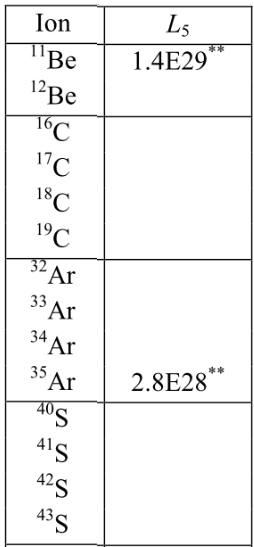 Ion L₅
¹¹Be 1.4E29**
¹²Be
¹⁶C
¹⁷C
¹⁸C
¹⁹C
³²Ar
³³Ar
³⁴Ar
³⁵Ar 2.8E28**
⁴⁰S
⁴¹S
⁴²S
⁴³S